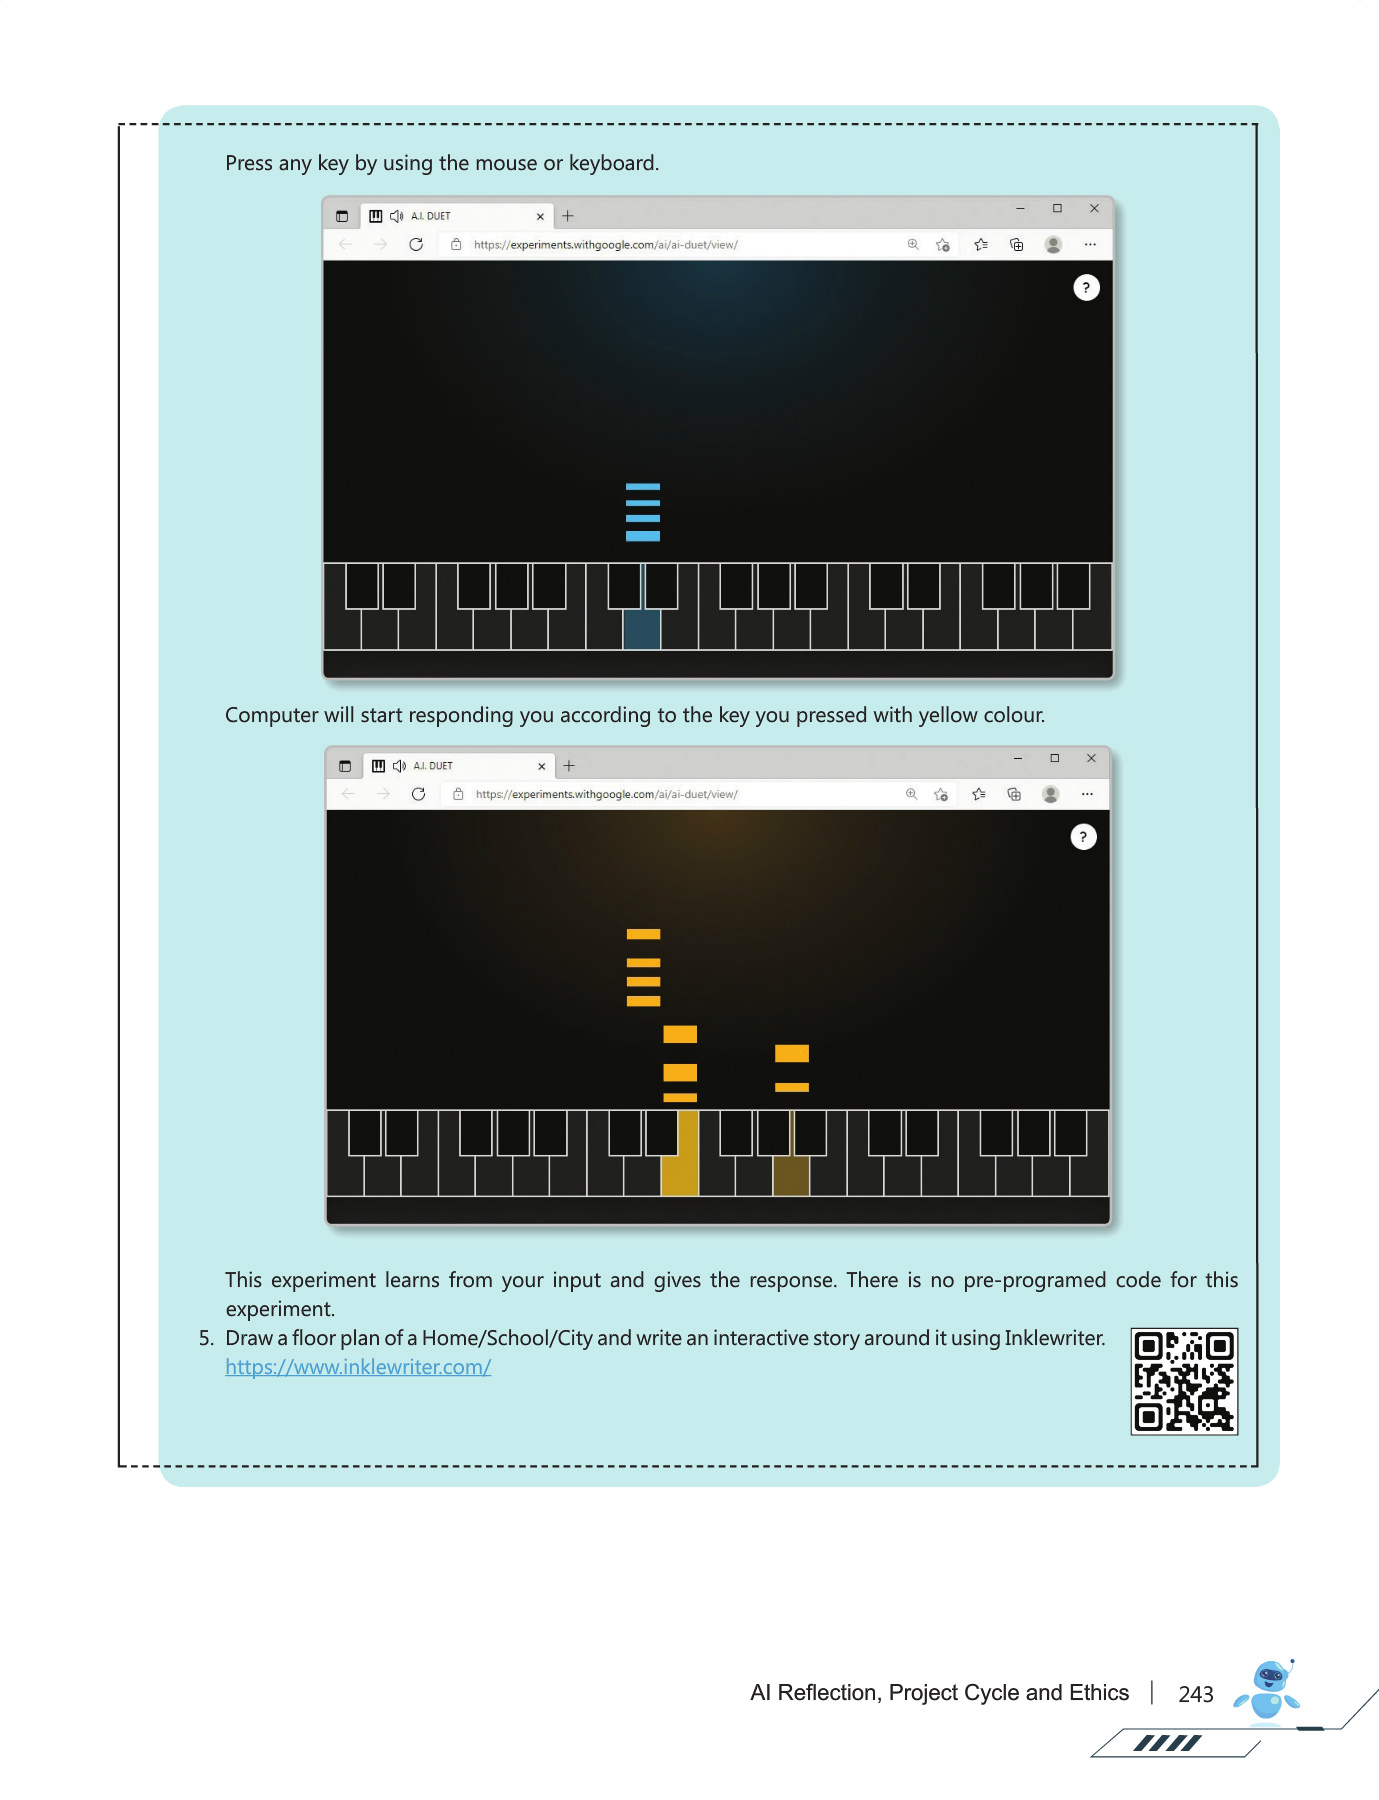 Press any key by using the mouse or keyboard.
A.I. DUET
https://experiments.withgoogle.com/ai/ai-duet/view/
?
Computer will start responding you according to the key you pressed with yellow colour.
A.I. DUET
https://experiments.withgoogle.com/ai/ai-duet/view/
?
This experiment learns from your input and gives the response. There is no pre-programed code for this
experiment.
5. Draw a floor plan of a Home/School/City and write an interactive story around it using Inklewriter.
https://www.inklewriter.com/
AI Reflection, Project Cycle and Ethics 243